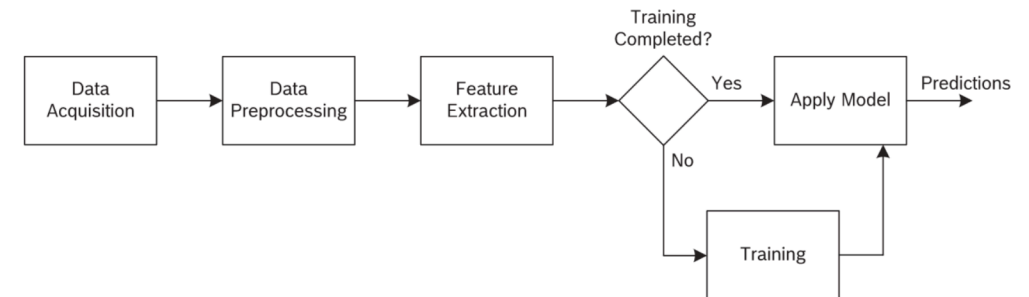 Training
Completed?
Data
Acquisition
Data
Preprocessing
Feature
Extraction
Yes
Apply Model
Predictions
No
Training